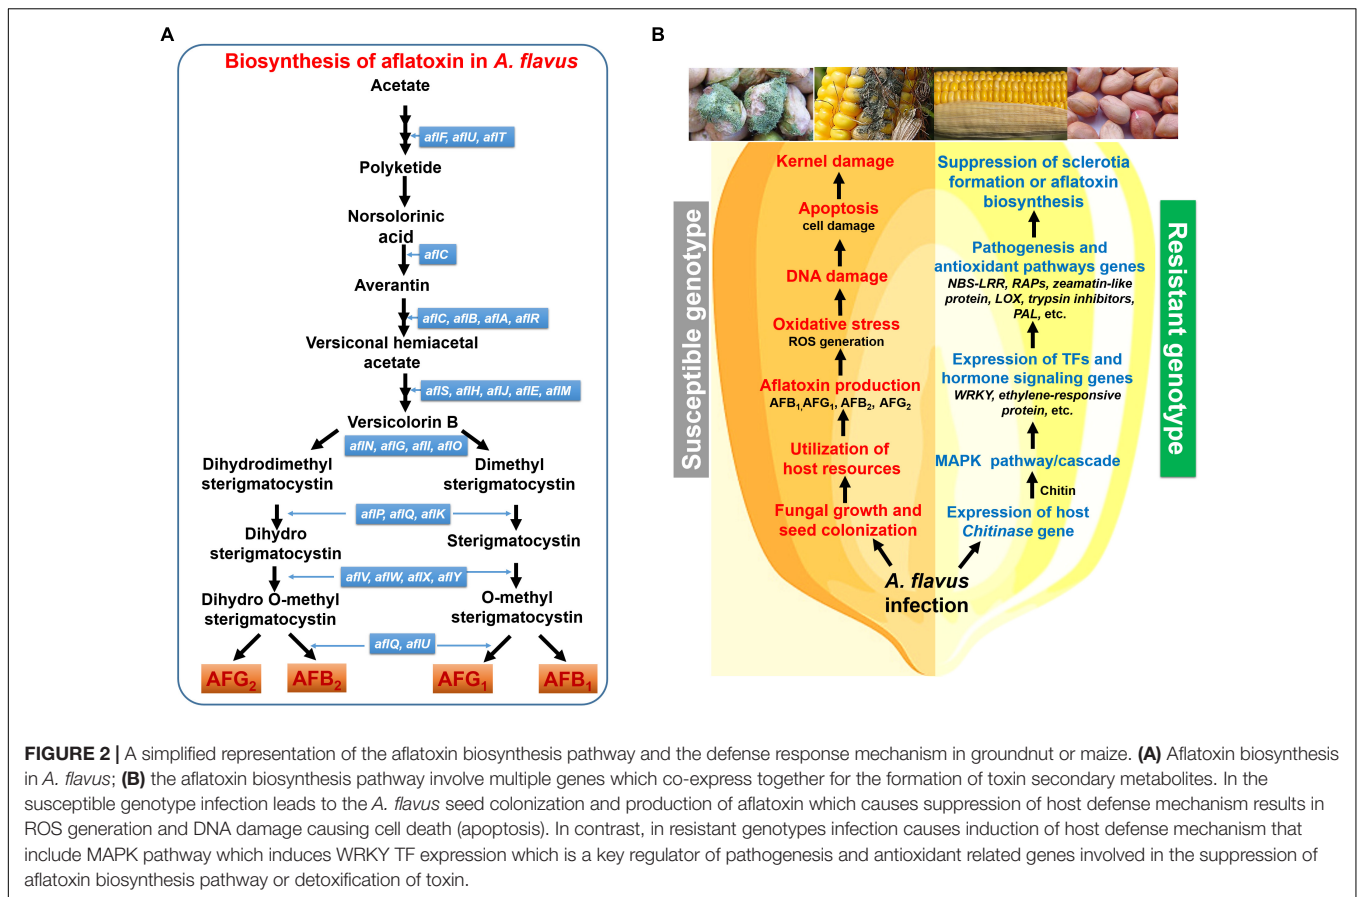 A
Biosynthesis of aflatoxin in A. flavus
Acetate
aflF, aflU, aflT
Polyketide
Norsolorinic
acid
aflC
Averantin
aflC, aflB, aflA, aflR
Versiconal hemiacetal
acetate
aflS, aflH, aflJ, aflE, aflM
Versicolorin B
aflN, aflG, aflI, aflO
Dihydrodimethyl
sterigmatocystin
Dimethyl
sterigmatocystin
aflP, aflQ, aflK
Dihydro
sterigmatocystin
Sterigmatocystin
aflV, aflW, aflX, aflY
Dihydro O-methyl
sterigmatocystin
O-methyl
sterigmatocystin
aflQ, aflU
AFG2
AFB2
AFG1
AFB1
B
Susceptible genotype
Kernel damage
Apoptosis
cell damage
DNA damage
Oxidative stress
ROS generation
Aflatoxin production
AFB1, AFG1, AFB2, AFG2
Utilization of
host resources
Fungal growth and
seed colonization
Suppression of sclerotia
formation or aflatoxin
biosynthesis
Pathogenesis and
antioxidant pathways genes
NBS-LRR, RAPs, zeamatin-like
protein, LOX, trypsin inhibitors,
PAL, etc.
Expression of TFs and
hormone signaling genes
WRKY, ethylene-responsive
protein, etc.
MAPK pathway/cascade
Chitin
Expression of host
Chitinase gene
Resistant genotype
A. flavus
infection
FIGURE 2 | A simplified representation of the aflatoxin biosynthesis pathway and the defense response mechanism in groundnut or maize. (A) Aflatoxin biosynthesis
in A. flavus; (B) the aflatoxin biosynthesis pathway involve multiple genes which co-express together for the formation of toxin secondary metabolites. In the
susceptible genotype infection leads to the A. flavus seed colonization and production of aflatoxin which causes suppression of host defense mechanism results in
ROS generation and DNA damage causing cell death (apoptosis). In contrast, in resistant genotypes infection causes induction of host defense mechanism that
include MAPK pathway which induces WRKY TF expression which is a key regulator of pathogenesis and antioxidant related genes involved in the suppression of
aflatoxin biosynthesis pathway or detoxification of toxin.